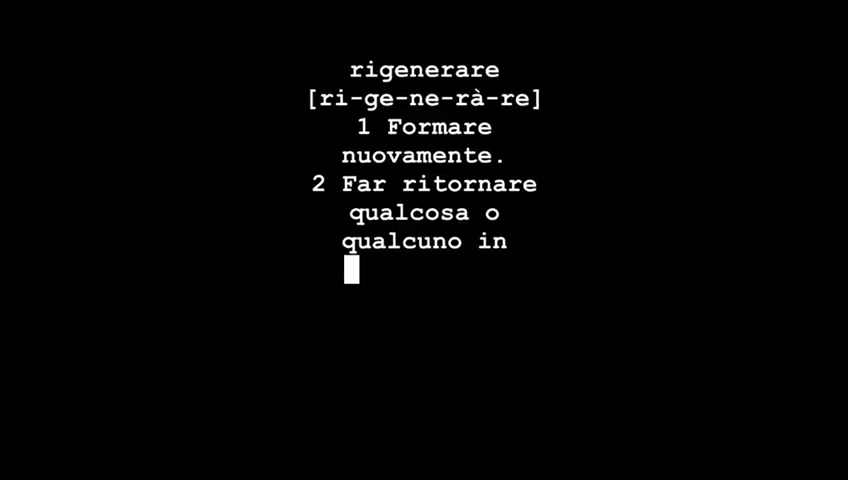 rigenerare
[ri-ge-ne-rà-re]
1 Formare
nuovamente.
2 Far ritornare
qualcosa o
qualcuno in